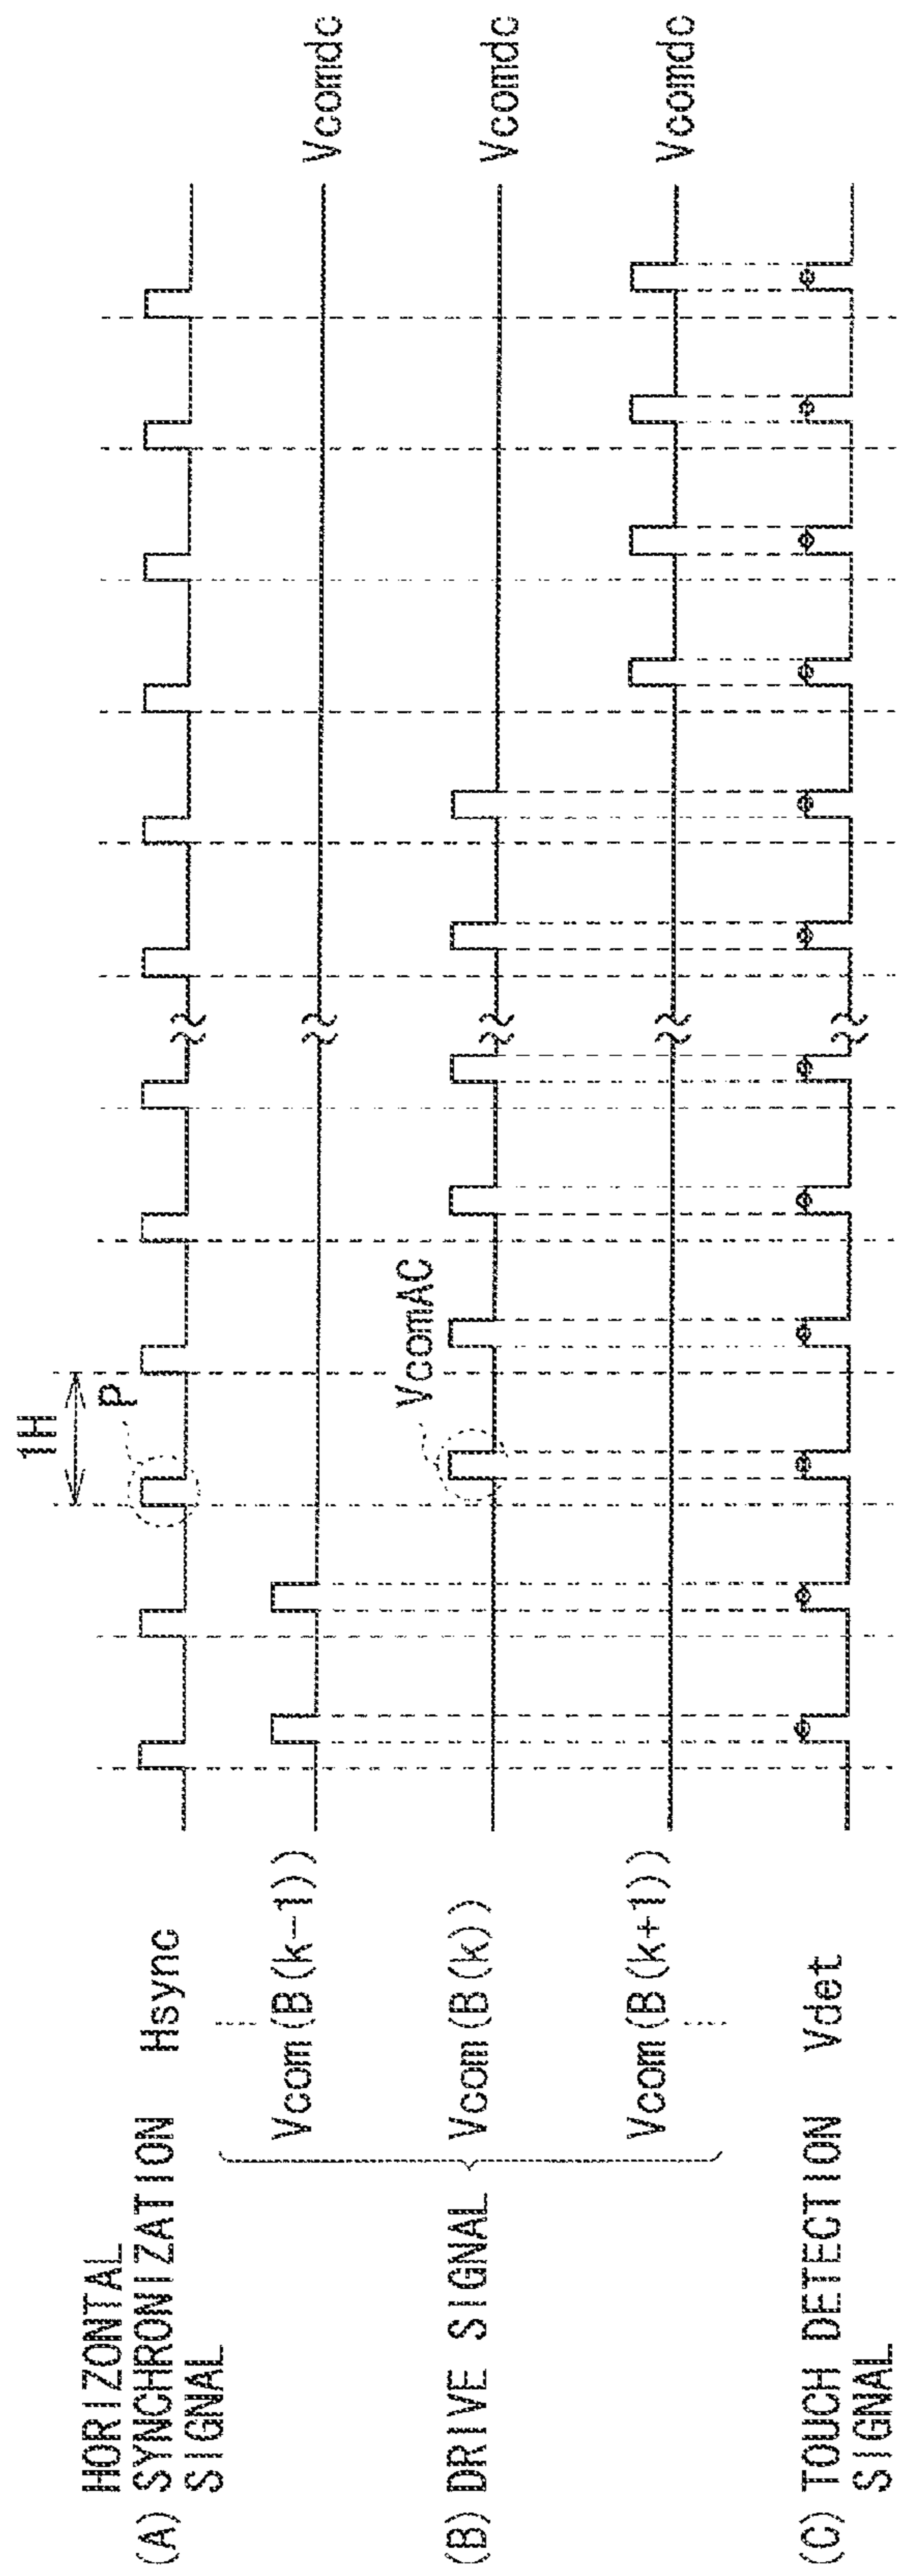 1H
P
HORIZONTAL
(A) SYNCHRONIZATION Hsync
SIGNAL
Vcom(B(k-1)) Vcomdc
VcomAC
(B) DRIVE SIGNAL Vcom(B(k)) Vcomdc
Vcom(B(k+1)) Vcomdc
(C) TOUCH DETECTION Vdet
SIGNAL